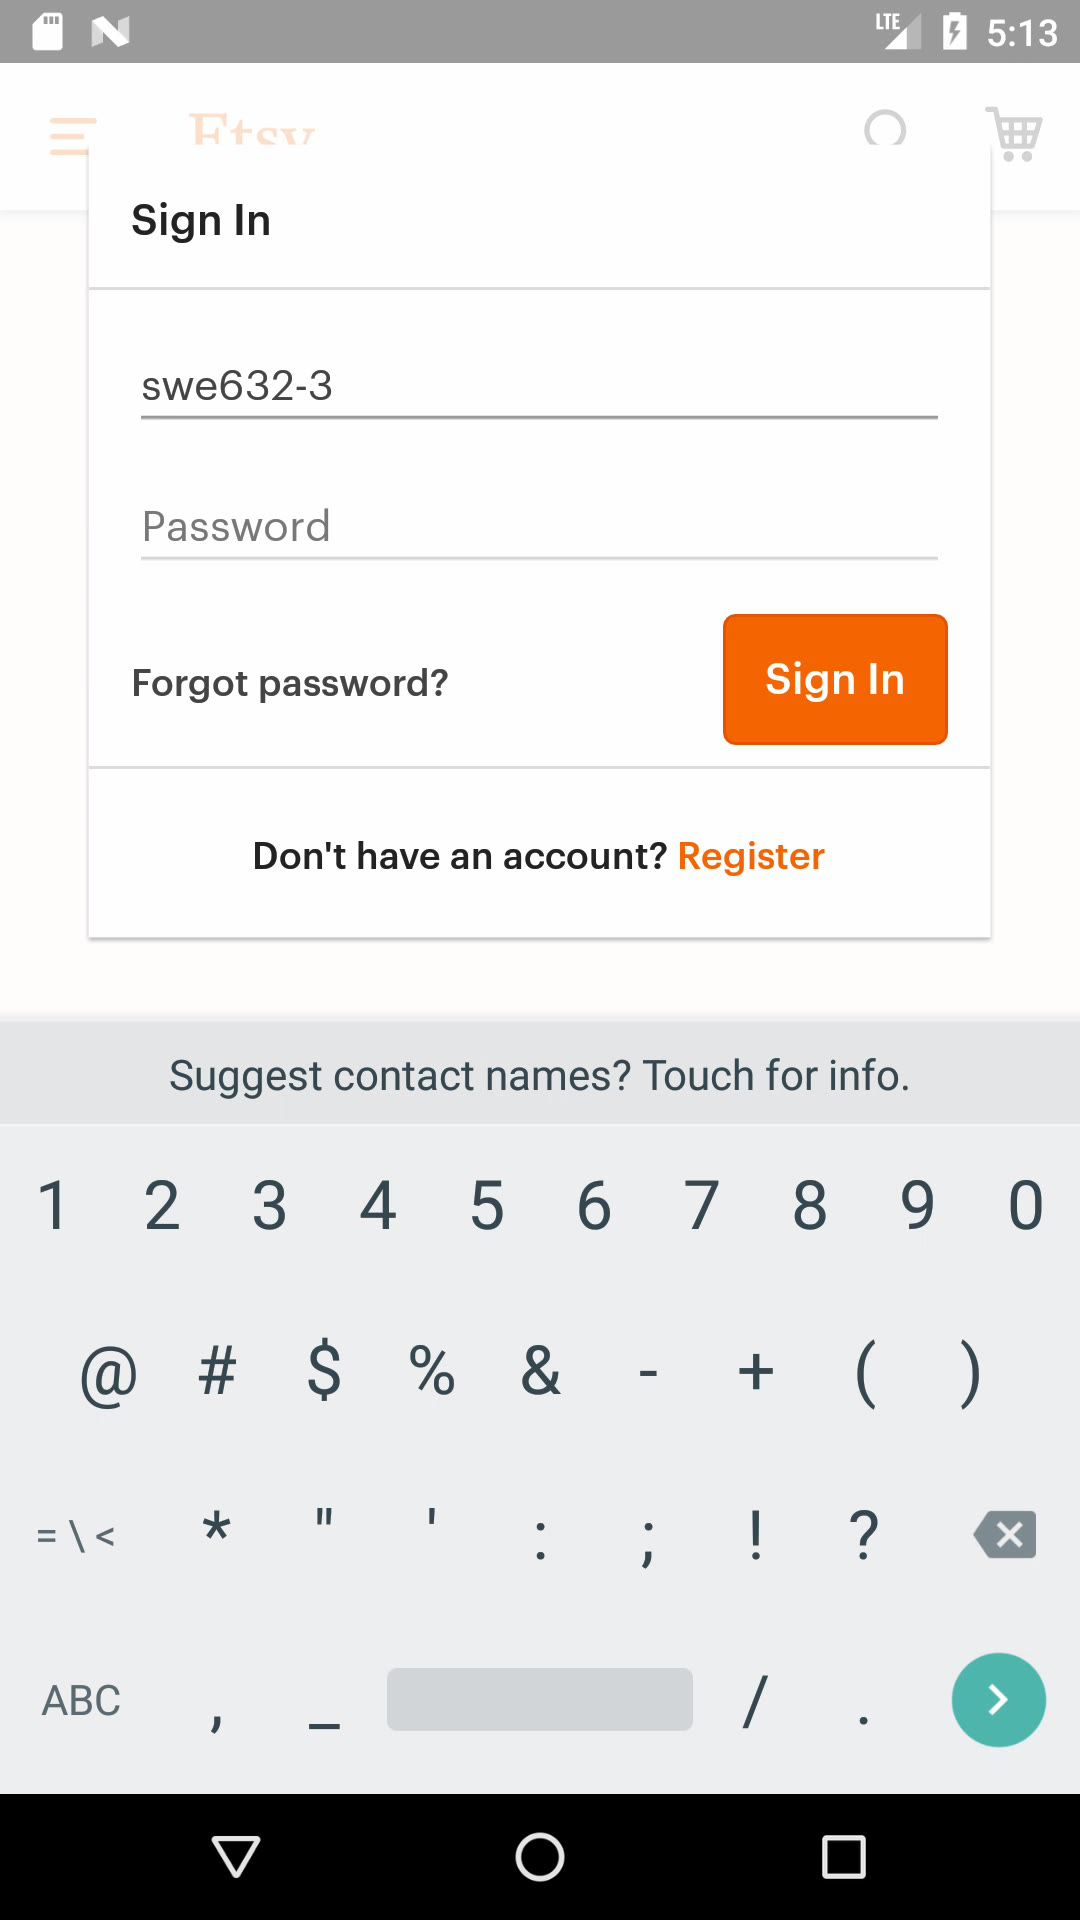 LTE 5:13
Etsy
Sign In
swe632-3
Password
Forgot password?
Sign In
Don't have an account? Register
Suggest contact names? Touch for info.
1 2 3 4 5 6 7 8 9 0
@ # $ % & - + ( )
= \ < * " ' : ; ! ?
ABC , _ / .